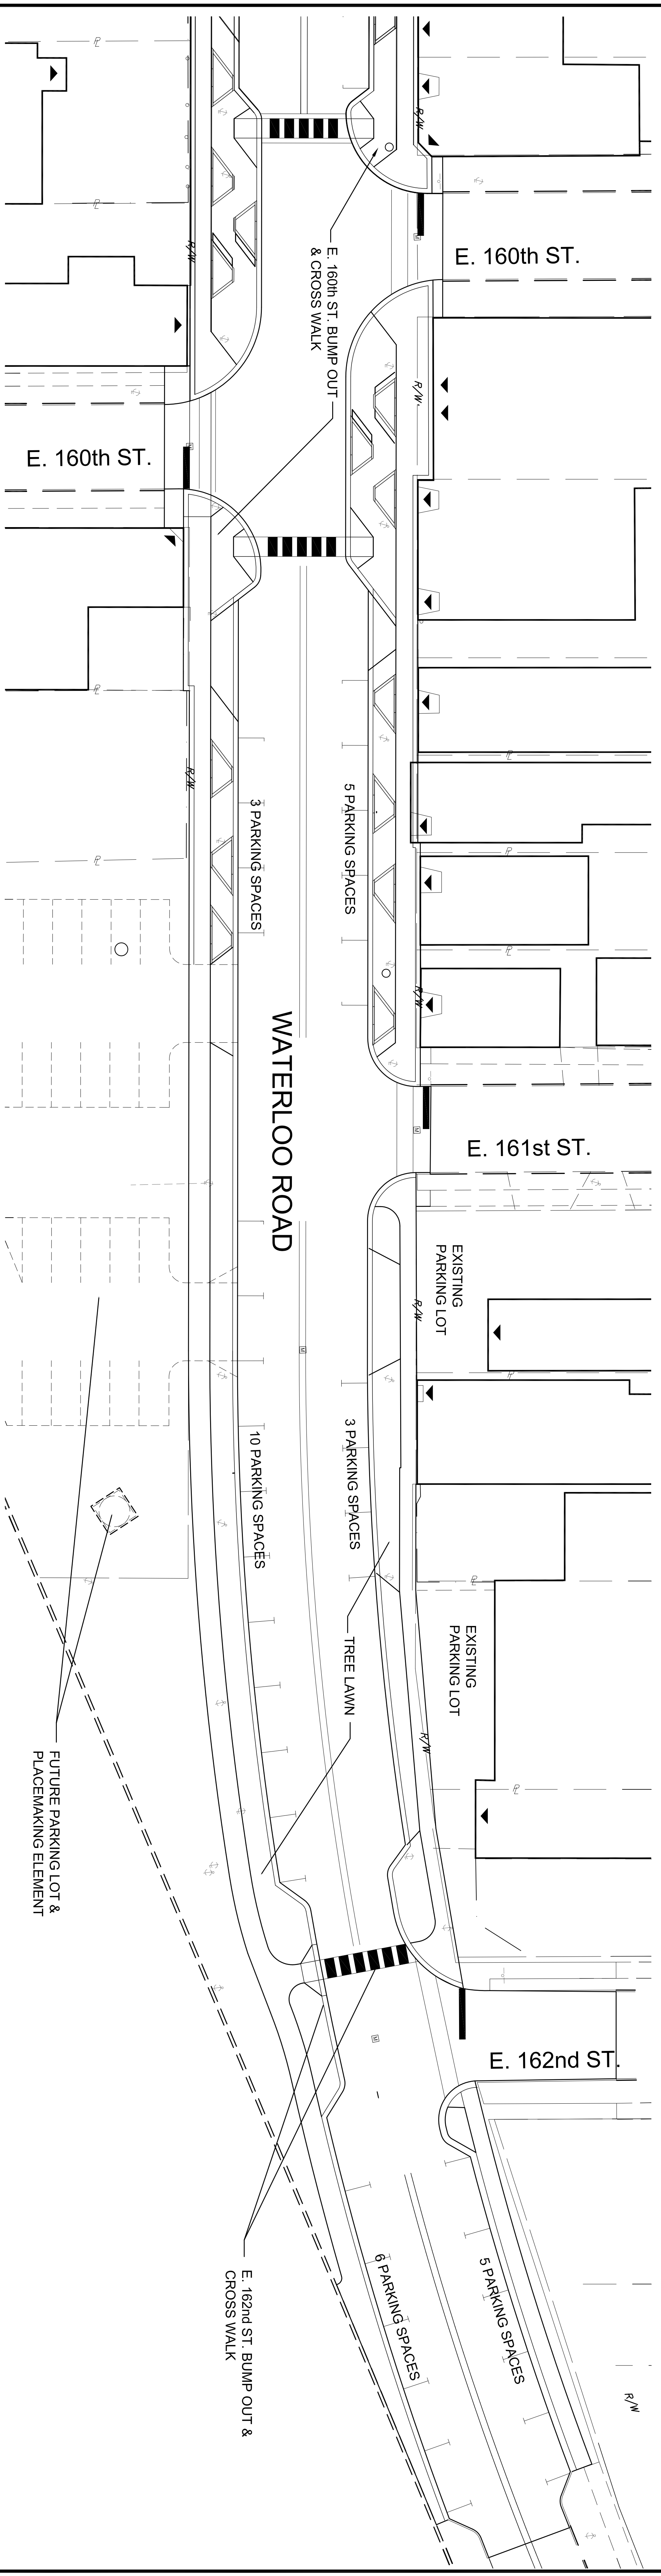 R/W
E. 160th ST.
E. 160th ST. BUMP OUT
& CROSS WALK
R/W
R/W
E. 160th ST.
R/W
3 PARKING SPACES
5 PARKING SPACES
R/W
WATERLOO ROAD
E. 161st ST.
EXISTING
PARKING LOT
R/W
10 PARKING SPACES
3 PARKING SPACES
TREE LAWN
EXISTING
PARKING LOT
R/W
FUTURE PARKING LOT &
PLACEMAKING ELEMENT
E. 162nd ST.
E. 162nd ST. BUMP OUT &
CROSS WALK
6 PARKING SPACES
5 PARKING SPACES
R/W